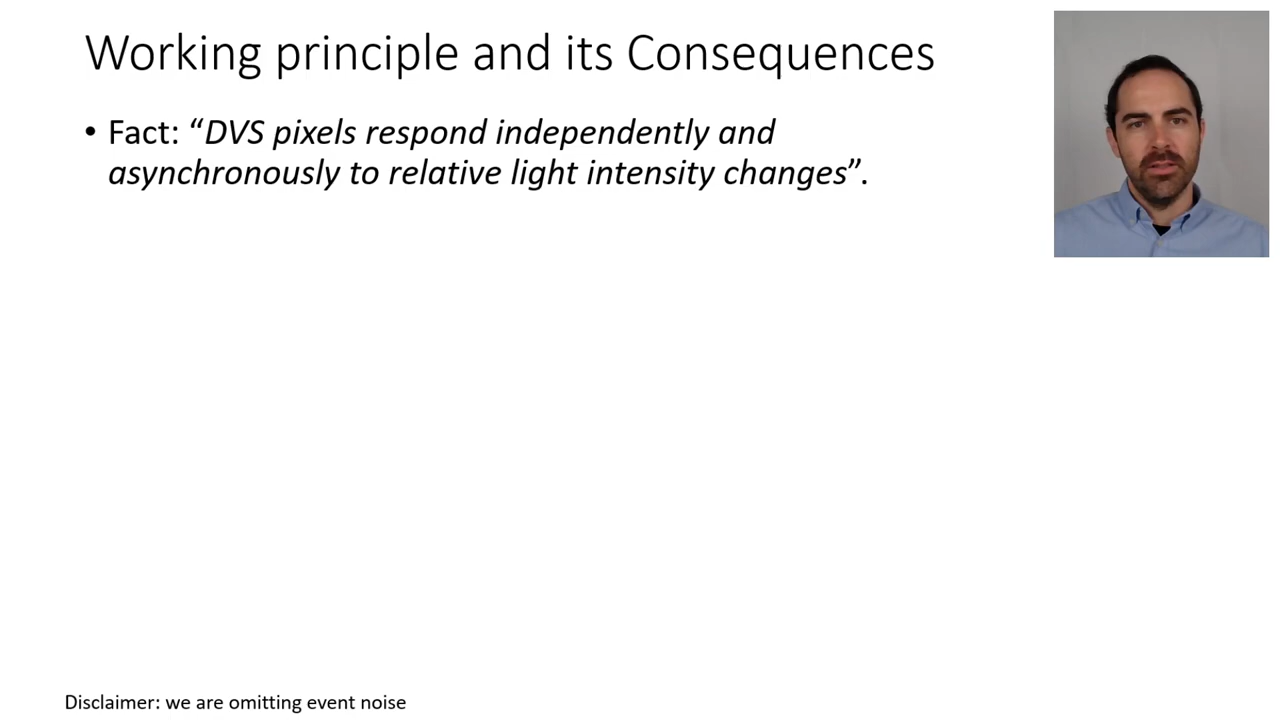 Working principle and its Consequences
• Fact: “DVS pixels respond independently and
asynchronously to relative light intensity changes”.
Disclaimer: we are omitting event noise